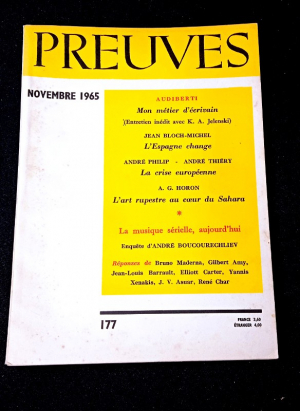 PREUVES
NOVEMBRE 1965
AUDIBERTI
Mon métier d'écrivain
(Entretien inédit avec K. A. Jelenski)
JEAN BLOCH-MICHEL
L'Espagne change
ANDRÉ PHILIP - ANDRÉ THIÉRY
La crise européenne
A. G. HORON
L'art rupestre au cœur du Sahara
*
La musique sérielle, aujourd'hui
Enquête d'ANDRÉ BOUCOURECHLIEV
Réponses de Bruno Maderna, Gilbert Amy,
Jean-Louis Barrault, Elliott Carter, Yannis
Xenakis, J. V. Asuar, René Char
177
FRANCE 3,60
ÉTRANGER 4,00